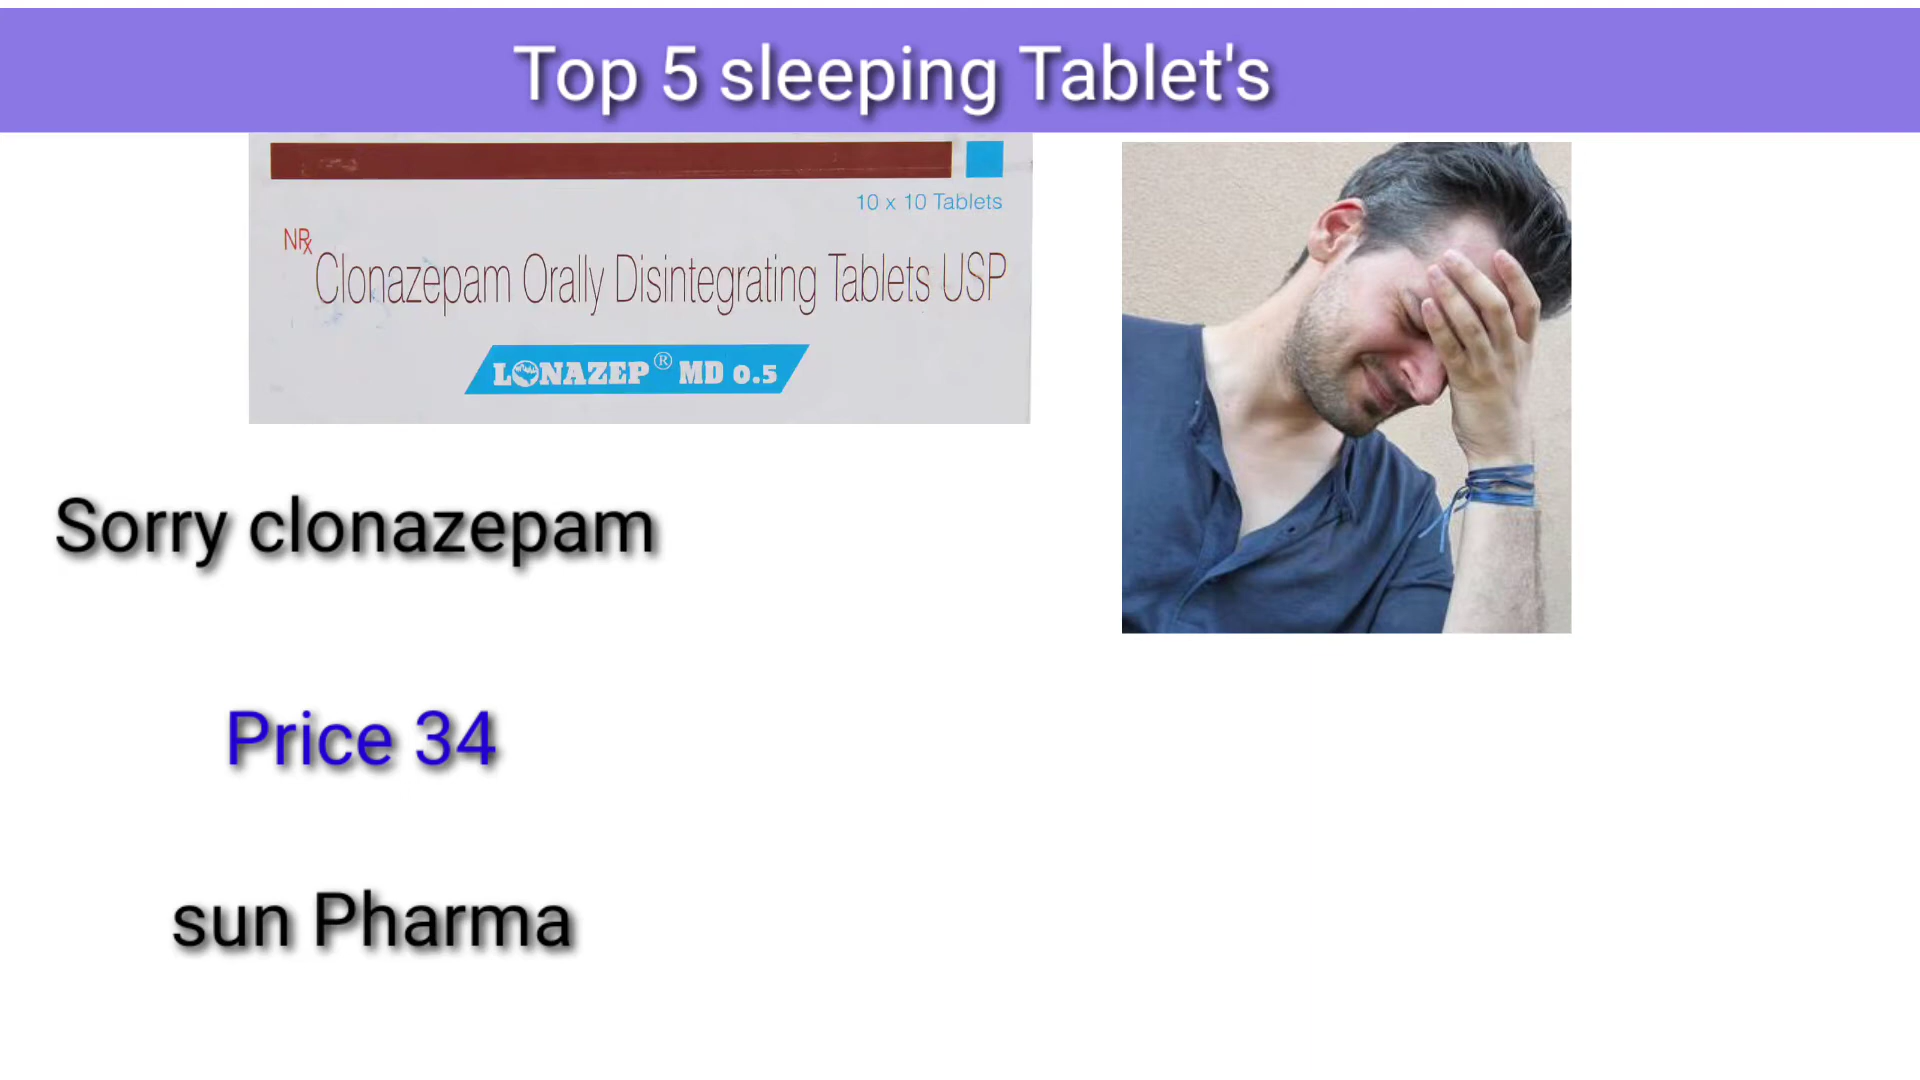 Top 5 sleeping Tablet's
10 x 10 Tablets
NRx
Clonazepam Orally Disintegrating Tablets USP
LONAZEP® MD 0.5
Sorry clonazepam
Price 34
sun Pharma